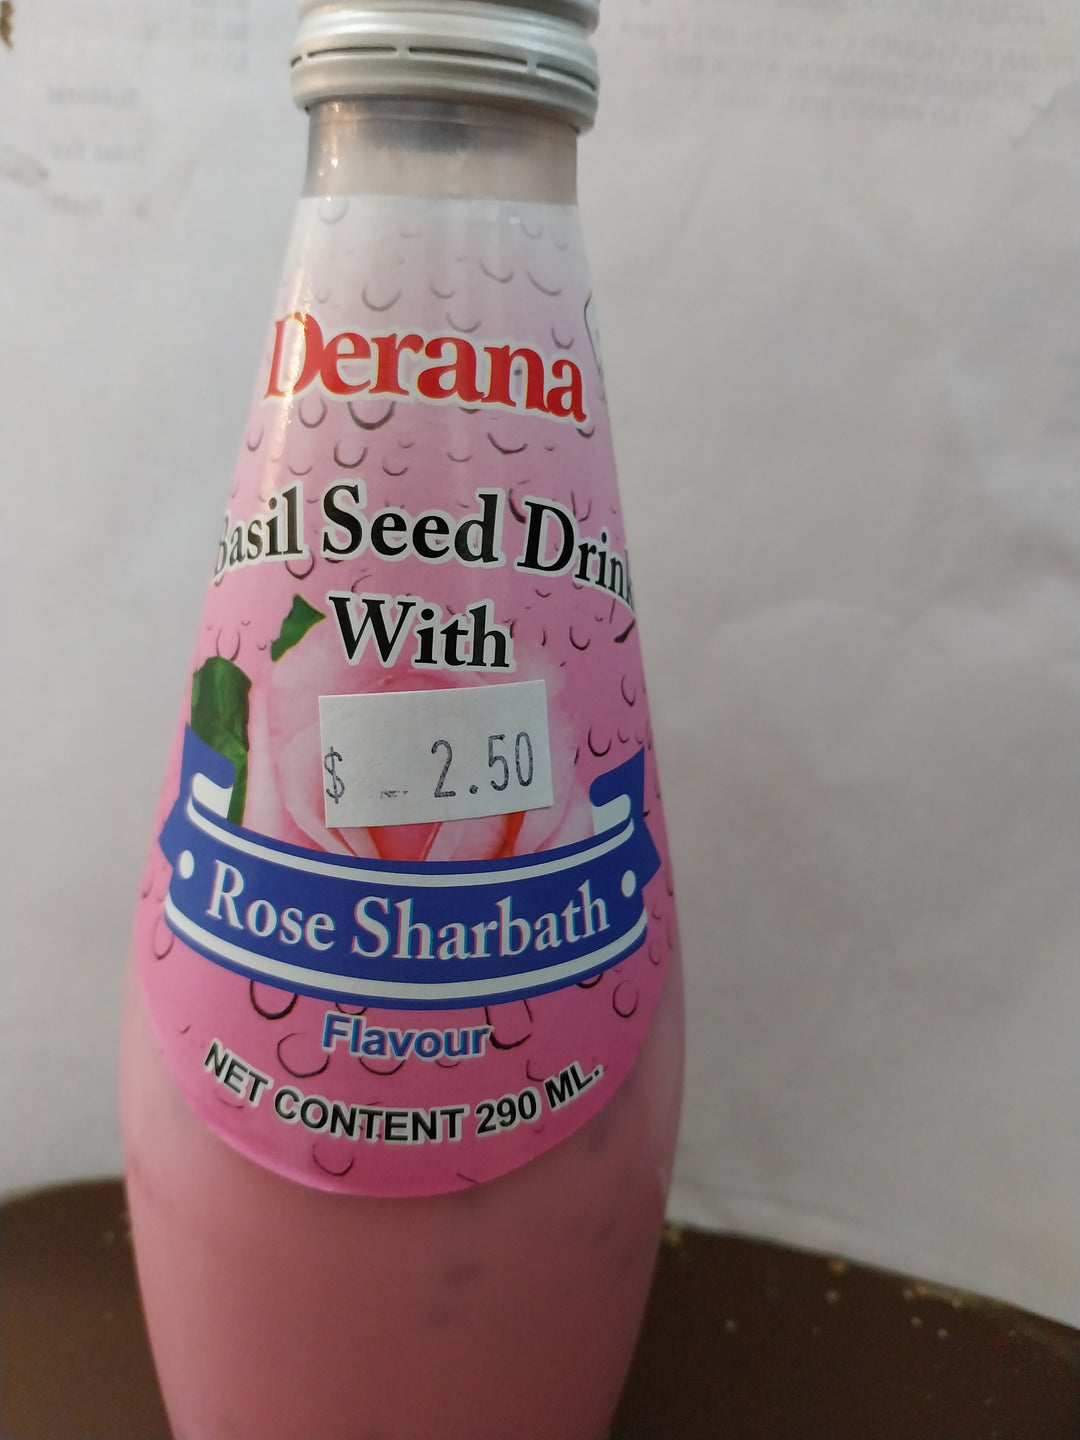 Derana
Basil Seed Drink
With
$ 2.50
Rose Sharbath
Flavour
NET CONTENT 290 ML.